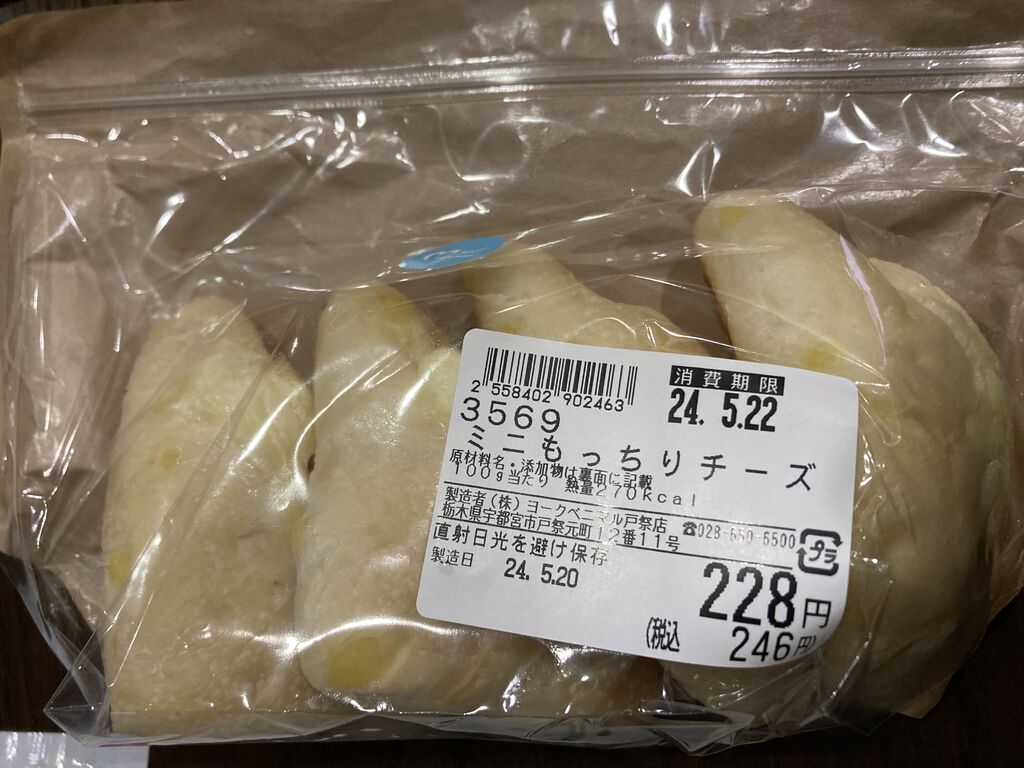 2 558402 902463
消費期限
24. 5.22
3569
ミニもっちりチーズ
原材料名・添加物は裏面に記載
100g当たり 熱量270kcal
製造者(株)ヨークベニマル戸祭店 ☎028-650-6500
栃木県宇都宮市戸祭元町12番11号
直射日光を避け保存
プラ
製造日 24. 5.20
228円
(税込 246円